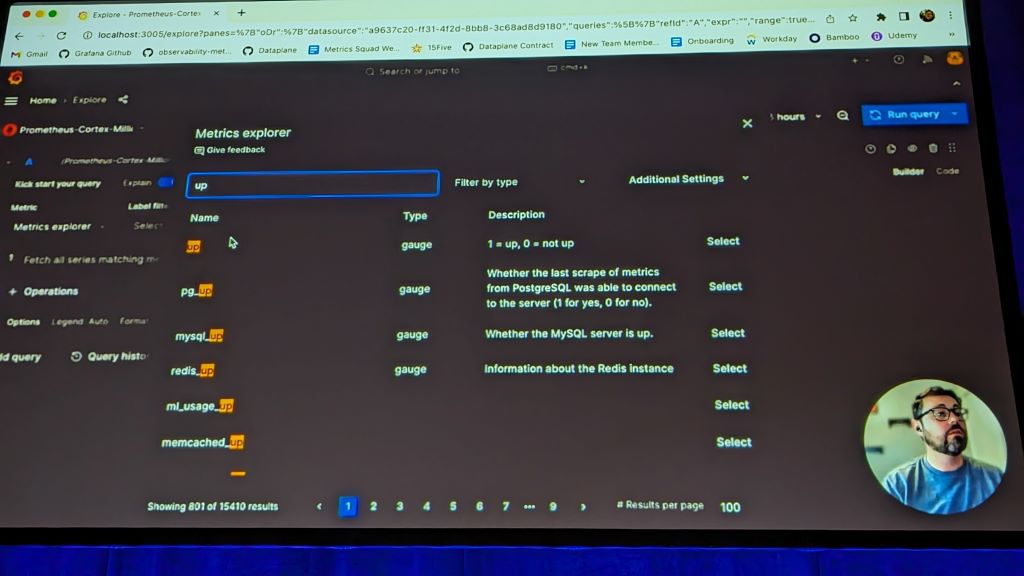 Explore - Prometheus-Cortex
localhost:3005/explore?panes=%7B"oDr":%7B"datasource":"a9637c20-ff31-4f2d-8bb8-3c68ad8d9180","queries":%5B%7B"refId":"A","expr":"","range":true...
Gmail Grafana Github observability-met... Dataplane Metrics Squad We... 15Five Dataplane Contract New Team Membe... Onboarding Workday Bamboo Udemy
Search or jump to cmd+k
Home Explore
Prometheus-Cortex-Milli
3 hours Run query
Metrics explorer
Give feedback
A (Prometheus-Cortex-Milli
Builder Code
Kick start your query Explain
up Filter by type Additional Settings
Metric Label filt
Name Type Description
Metrics explorer Selec
up gauge 1 = up, 0 = not up Select
Fetch all series matching m
pg_up gauge Whether the last scrape of metrics from PostgreSQL was able to connect to the server (1 for yes, 0 for no). Select
+ Operations
Options Legend: Auto Forma
mysql_up gauge Whether the MySQL server is up. Select
dd query Query histo
redis_up gauge Information about the Redis instance Select
ml_usage_up Select
memcached_up Select
Showing 801 of 15410 results 1 2 3 4 5 6 7 ••• 9 # Results per page 100